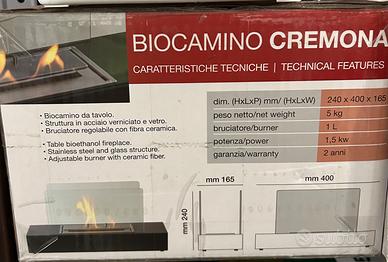 BIOCAMINO CREMONA
CARATTERISTICHE TECNICHE | TECHNICAL FEATURES
• Biocamino da tavolo.
• Struttura in acciaio verniciato e vetro.
• Bruciatore regolabile con fibra ceramica.
• Table bioethanol fireplace.
• Stainless steel and glass structure.
• Adjustable burner with ceramic fiber.
dim. (HxLxP) mm/ (HxLxW) 240 x 400 x 165
peso netto/net weight 5 kg
bruciatore/burner 1 L
potenza/power 1,5 kw
garanzia/warranty 2 anni
mm 165
mm 400
mm 240
subito